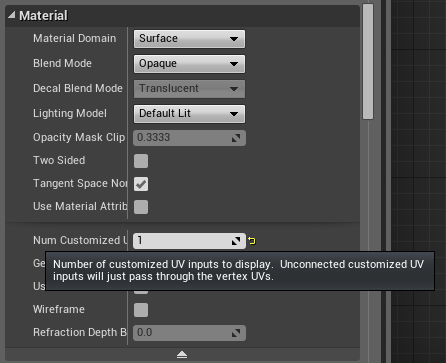 Material
Material Domain Surface
Blend Mode Opaque
Decal Blend Mode Translucent
Lighting Model Default Lit
Opacity Mask Clip 0.3333
Two Sided
Tangent Space Nor
Use Material Attrib
Num Customized U 1
Number of customized UV inputs to display. Unconnected customized UV
inputs will just pass through the vertex UVs.
Ge
Us
Wireframe
Refraction Depth B 0.0